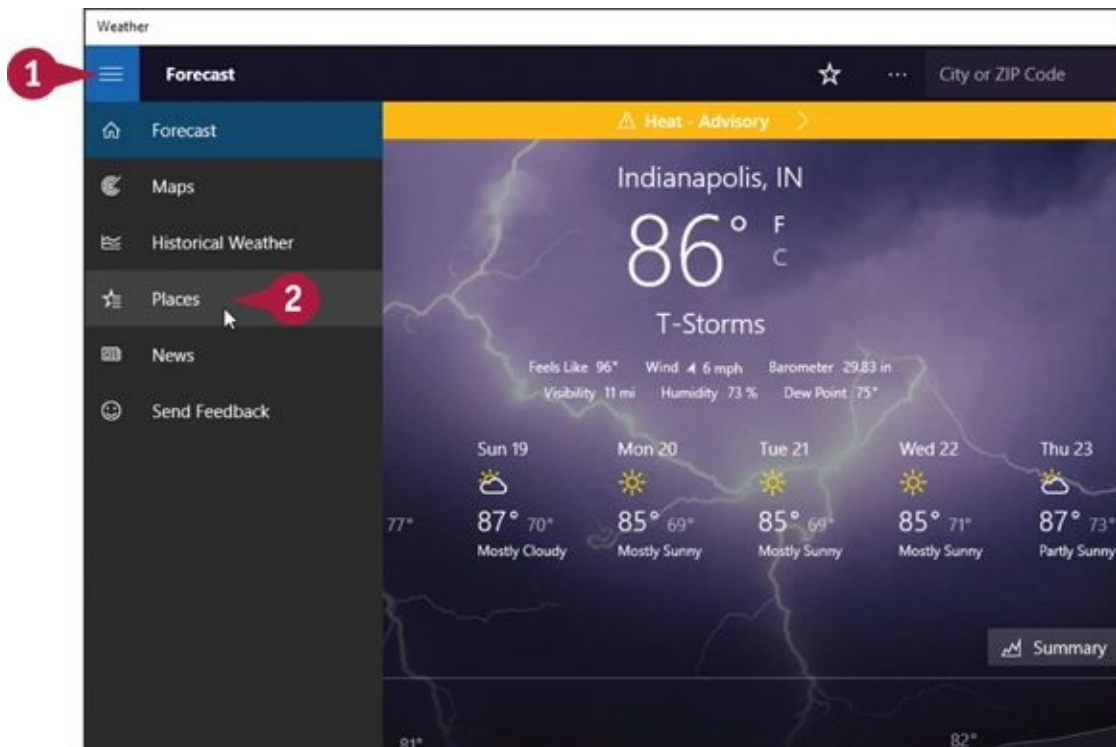 Weather
1
Forecast
City or ZIP Code
Forecast
Maps
Historical Weather
Places
2
News
Send Feedback
Heat - Advisory
Indianapolis, IN
86° F
C
T-Storms
Feels Like 96° Wind 6 mph Barometer 29.83 in
Visibility 11 mi Humidity 73 % Dew Point 75°
Sun 19 Mon 20 Tue 21 Wed 22 Thu 23
77° 87° 70° 85° 69° 85° 69° 85° 71° 87° 73°
Mostly Cloudy Mostly Sunny Mostly Sunny Mostly Sunny Partly Sunny
Summary
81° 82°